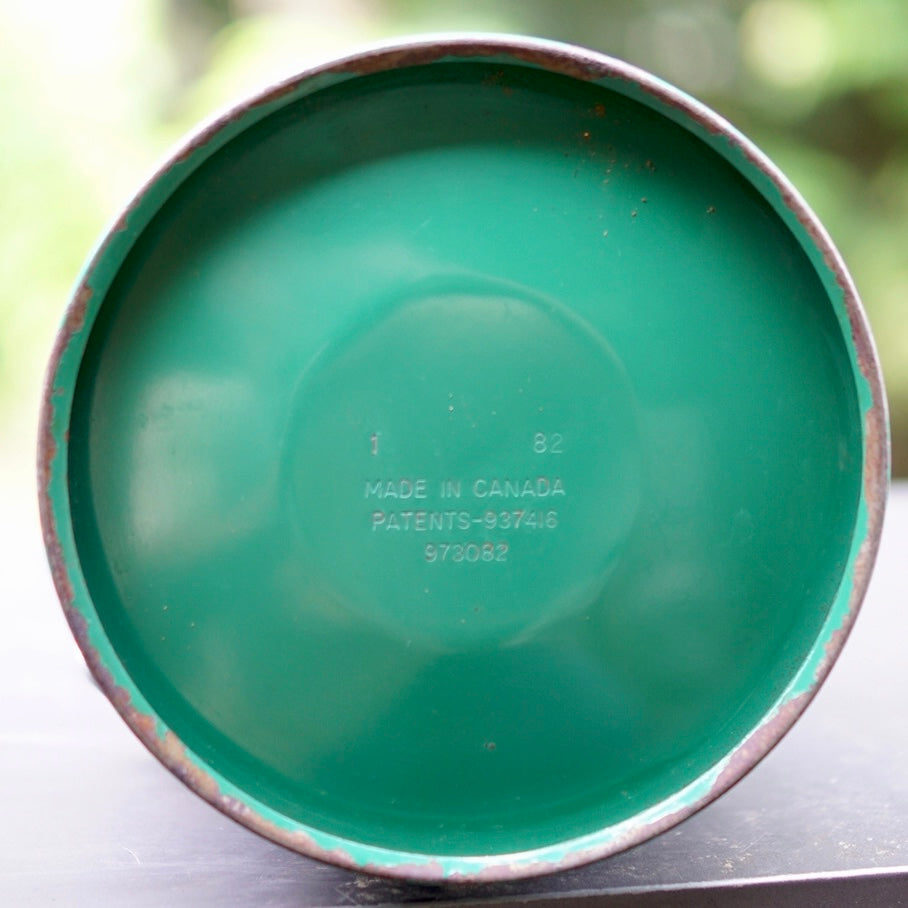 1 82
MADE IN CANADA
PATENTS-937416
973082